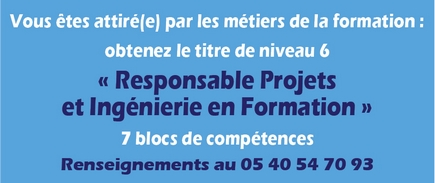 Vous êtes attiré(e) par les métiers de la formation :
obtenez le titre de niveau 6
« Responsable Projets
et Ingénierie en Formation »
7 blocs de compétences
Renseignements au 05 40 54 70 93